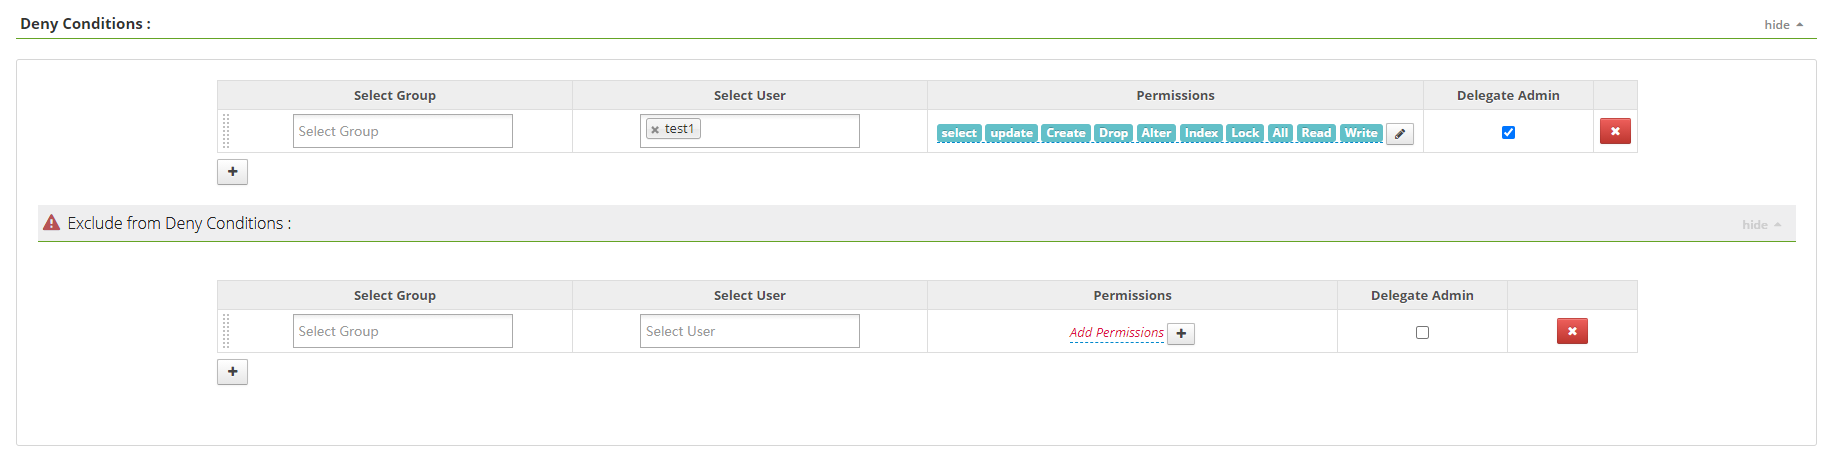 Deny Conditions :
hide
Select Group Select User Permissions Delegate Admin
Select Group test1 select update Create Drop Alter Index Lock All Read Write
Exclude from Deny Conditions :
hide
Select Group Select User Permissions Delegate Admin
Select Group Select User Add Permissions